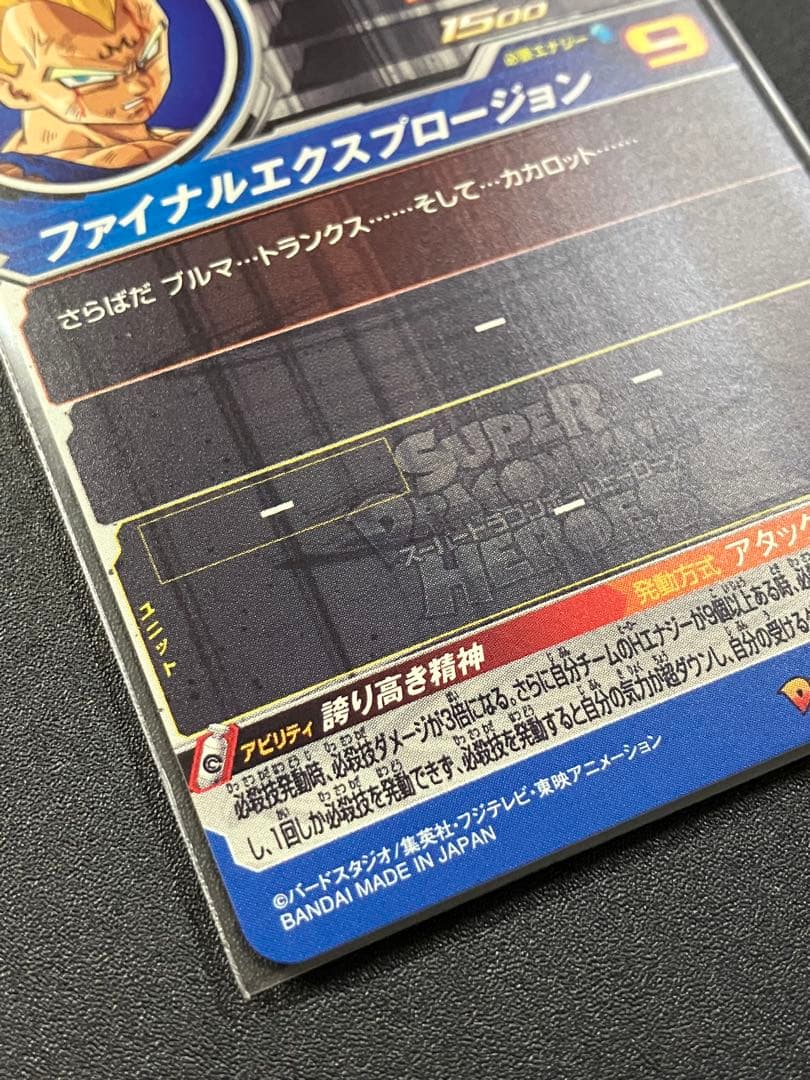 1500
必要エナジー 9
ファイナルエクスプロージョン
さらばだ ブルマ…トランクス……そして…カカロット……
ー
ー
ー
ー
SUPER
DRAGONBALL
スーパードラゴンボールヒーローズ
HEROES
ユニット
発動方式 アタック
C アビリティ 誇り高き精神
必殺技発動時、必殺技ダメージが3倍になる。さらに自分チームのHエナジーが9個以上ある時、
必殺技を発動できず、必殺技を発動すると自分の気力が超ダウンし、自分の受ける
し、1回しか必殺技を発動できず
©バードスタジオ/集英社・フジテレビ・東映アニメーション
BANDAI MADE IN JAPAN